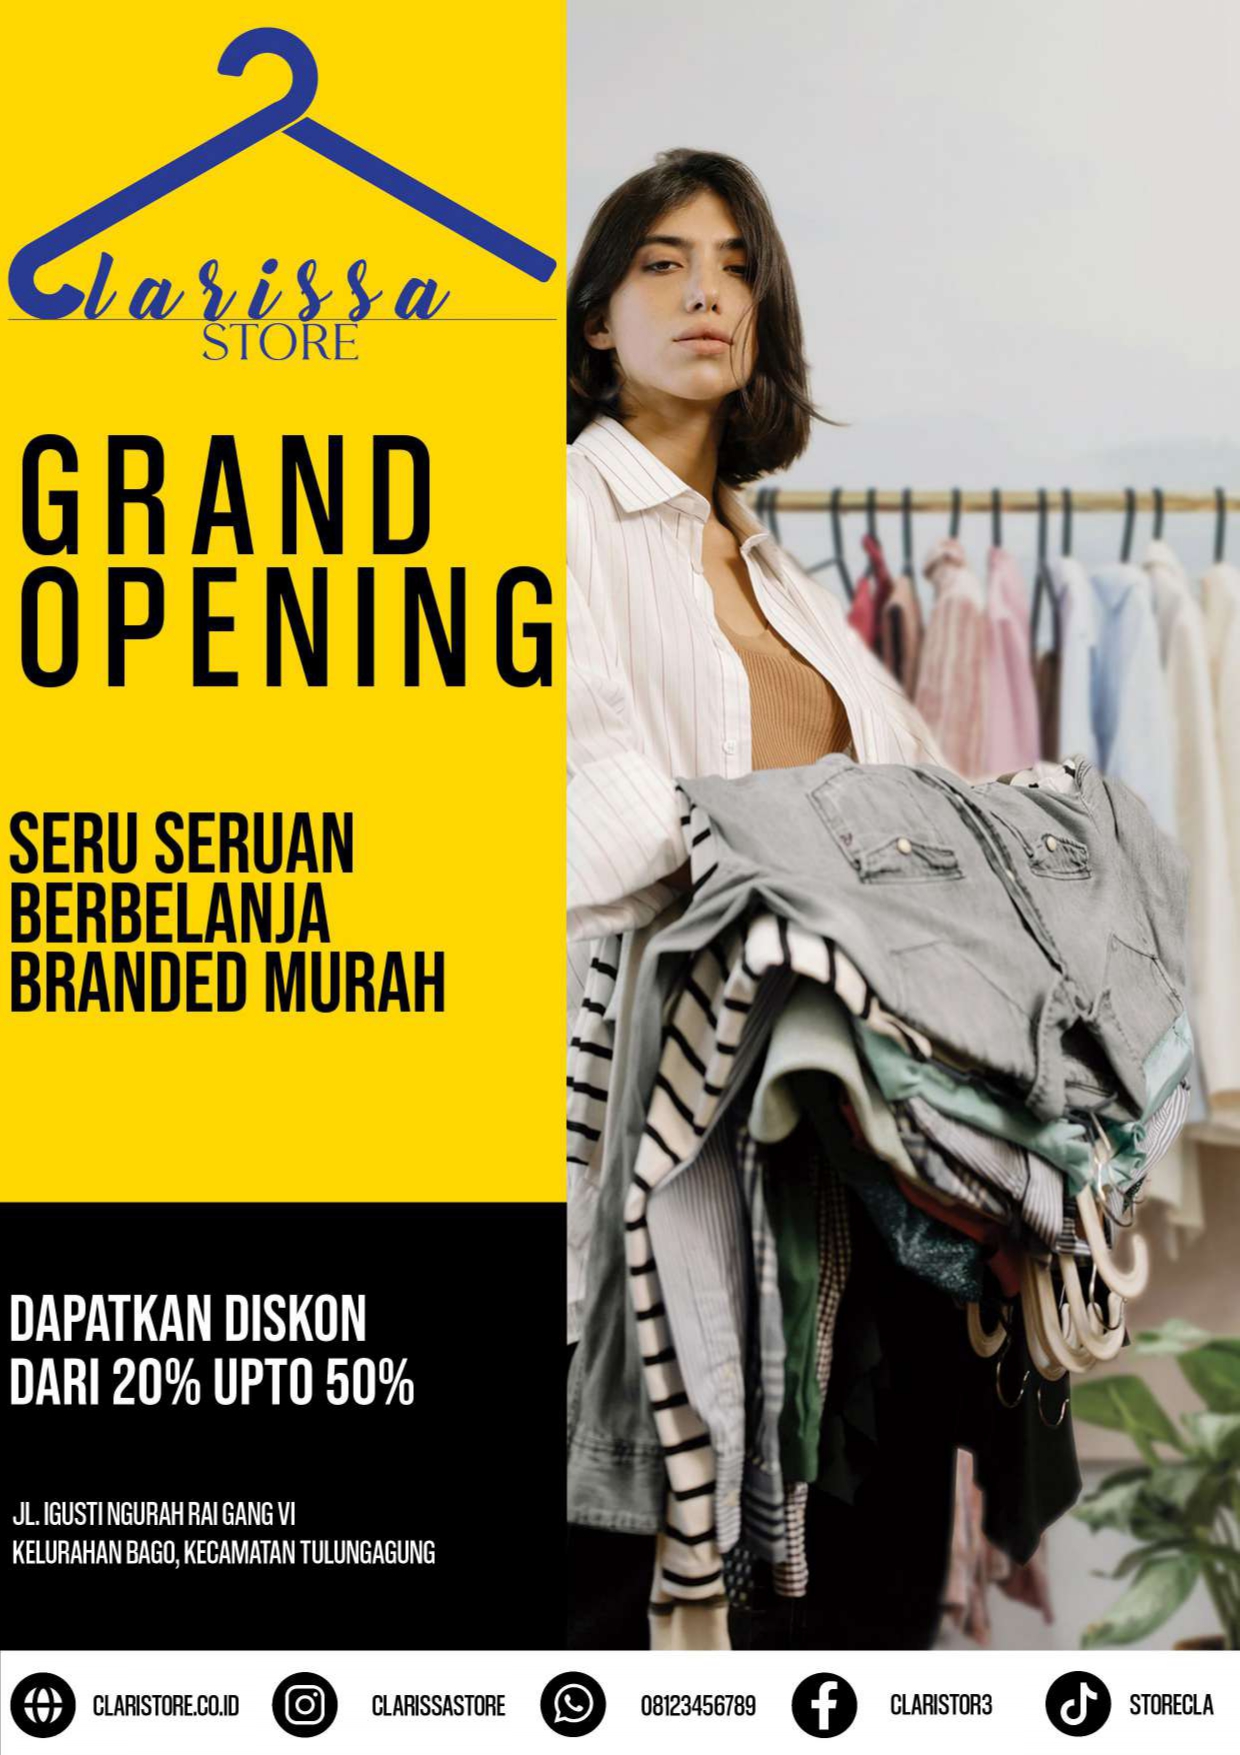 Clarissa
STORE
GRAND
OPENING
SERU SERUAN
BERBELANJA
BRANDED MURAH
DAPATKAN DISKON
DARI 20% UPTO 50%
JL. IGUSTI NGURAH RAI GANG VI
KELURAHAN BAGO, KECAMATAN TULUNGAGUNG
CLARISTORE.CO.ID CLARISSASTORE 08123456789 CLARISTOR3 STORECLA